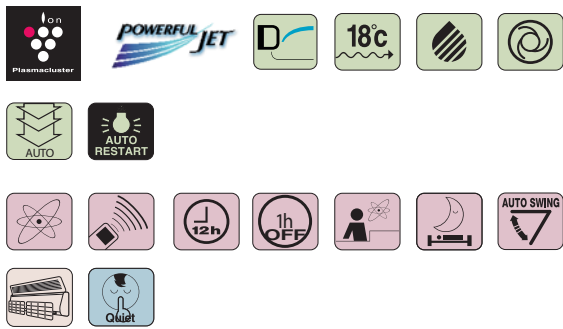 ion
Plasmacluster
POWERFUL JET
D
18°c
AUTO
AUTO
RESTART
12h
1h
OFF
AUTO SWING
Quiet